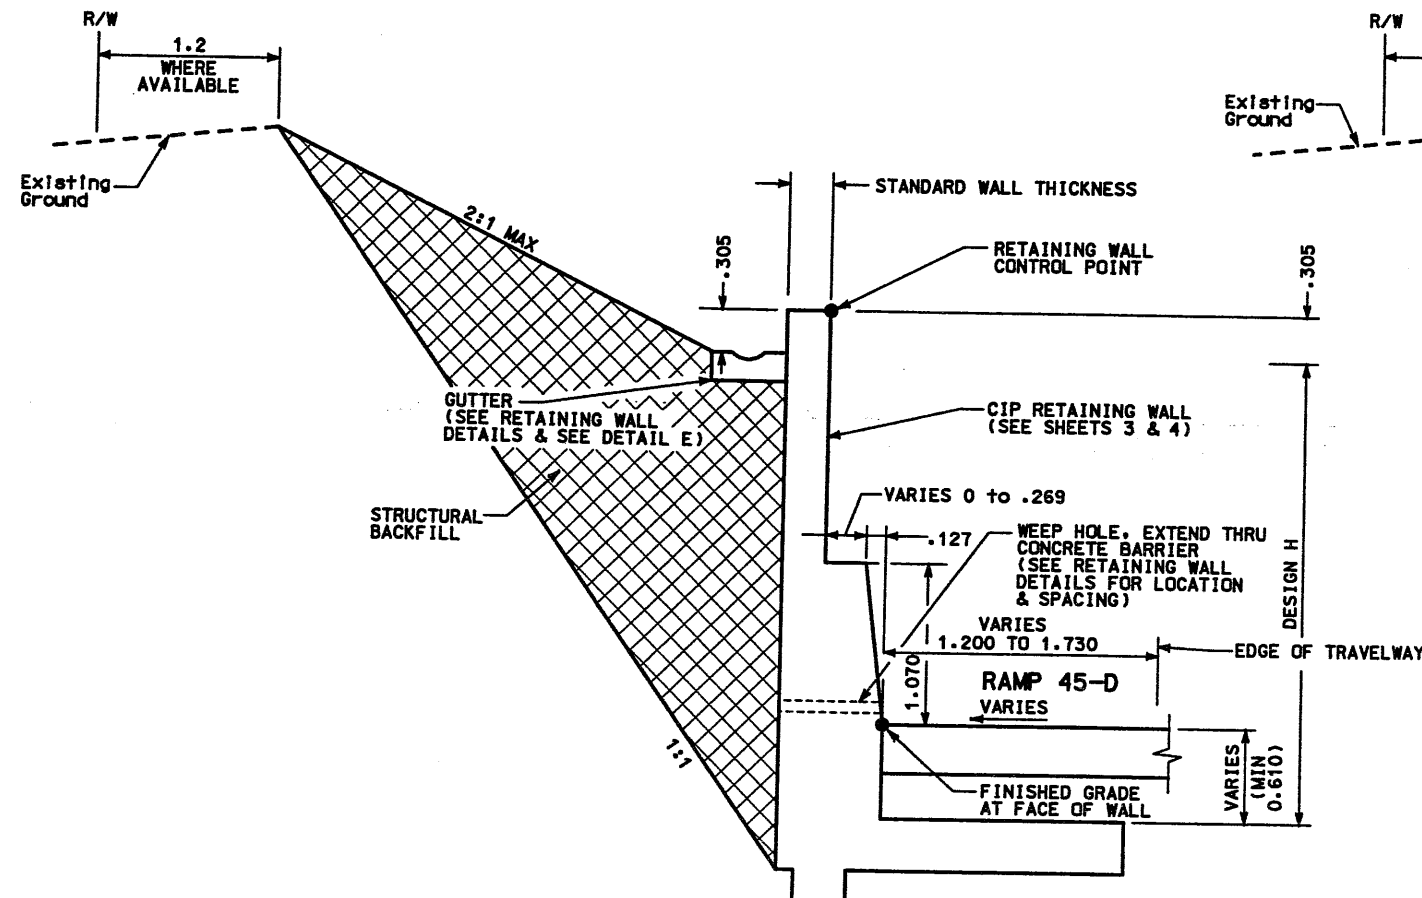 R/W
1.2
WHERE
AVAILABLE
Existing
Ground
2:1 MAX
.305
STANDARD WALL THICKNESS
RETAINING WALL
CONTROL POINT
R/W
Existing
Ground
.305
GUTTER
(SEE RETAINING WALL
DETAILS & SEE DETAIL E)
CIP RETAINING WALL
(SEE SHEETS 3 & 4)
STRUCTURAL
BACKFILL
VARIES 0 to .269
.127
WEEP HOLE, EXTEND THRU
CONCRETE BARRIER
(SEE RETAINING WALL
DETAILS FOR LOCATION
& SPACING)
DESIGN H
VARIES
1.200 TO 1.730
EDGE OF TRAVELWAY
1.070
RAMP 45-D
VARIES
1:1
FINISHED GRADE
AT FACE OF WALL
VARIES
(MIN
0.610)